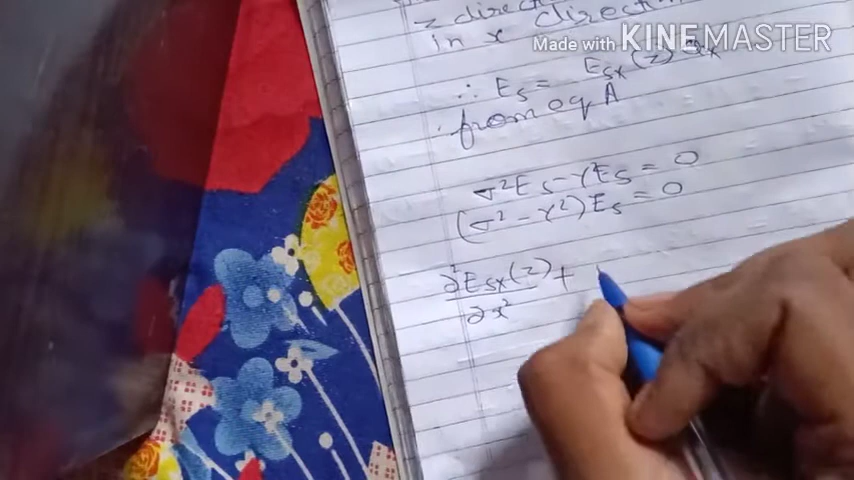 z direct
in x direction
Made with KINEMASTER
∴ Es = Esx (z) ax
from eq A
∇²Es - γ²Es = 0
(∇² - γ²) Es = 0
∂²Esx(z) +
∂x²